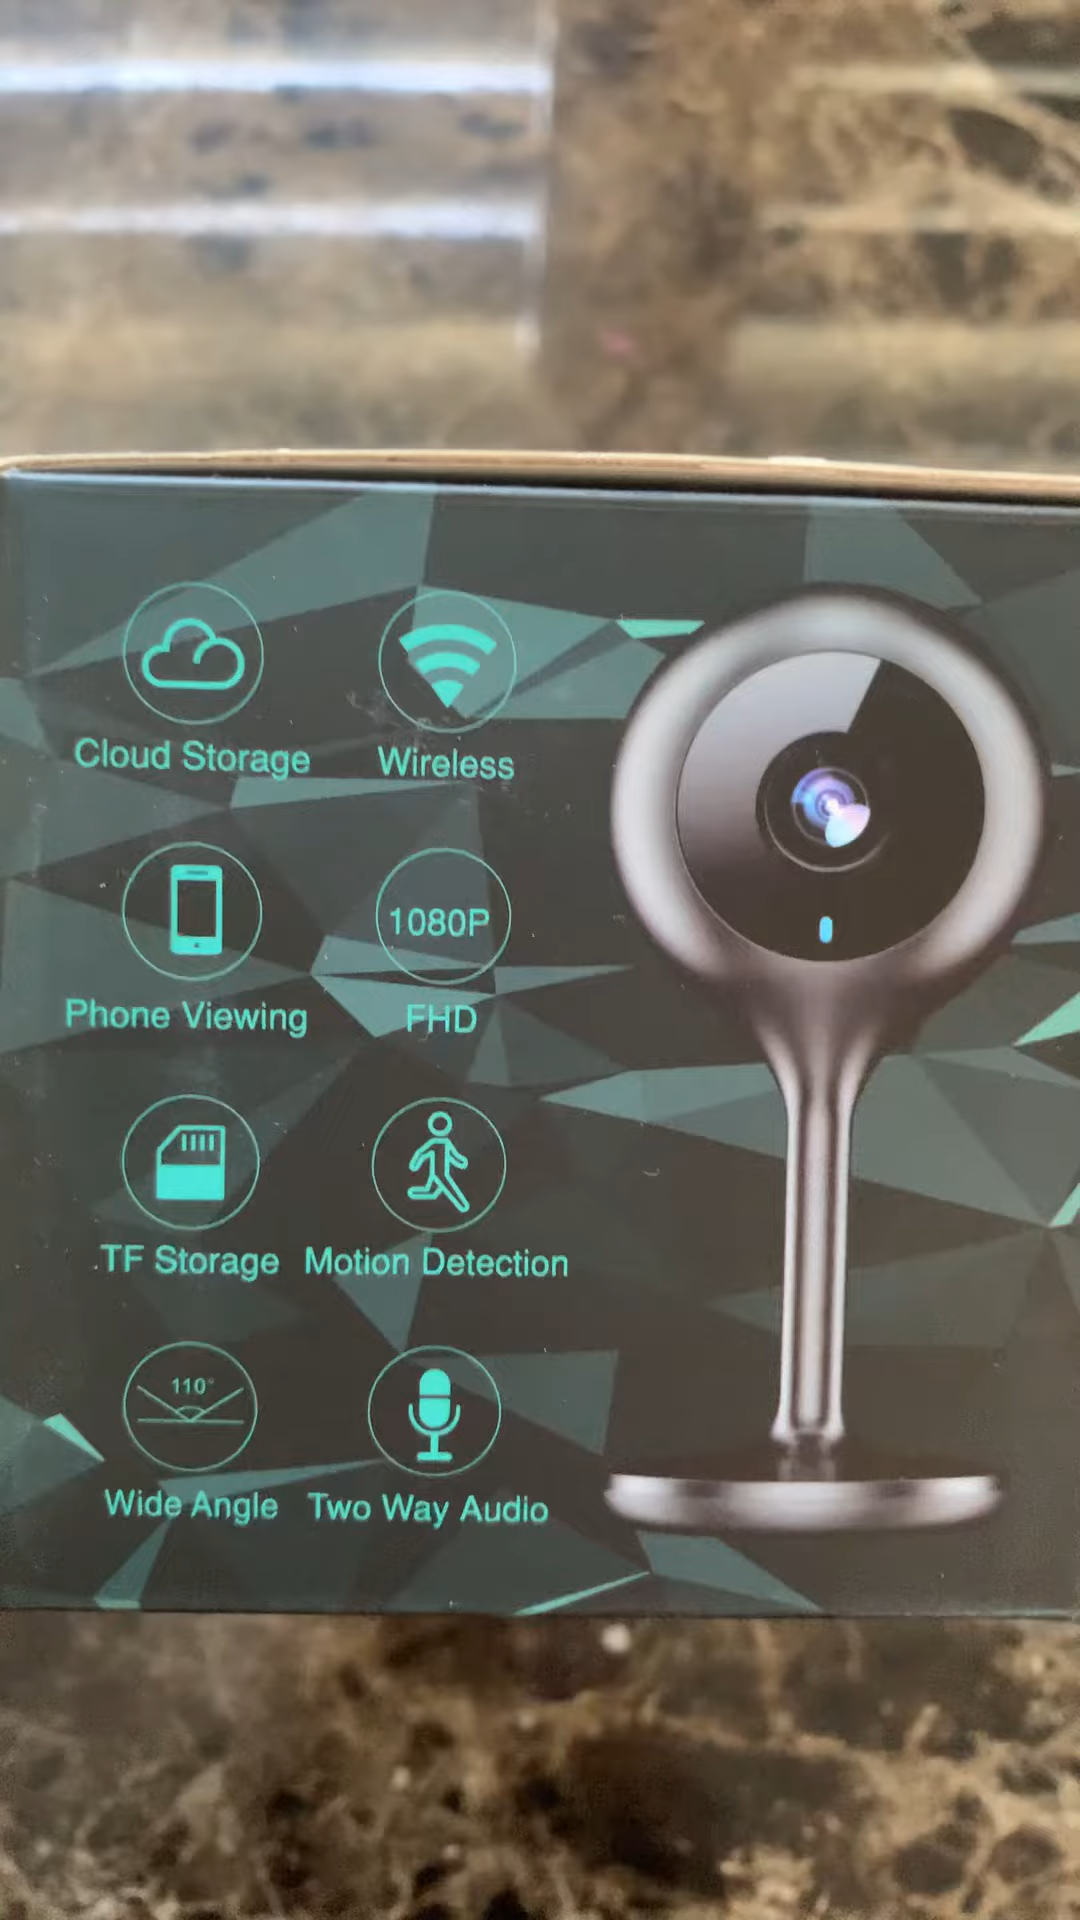 Cloud Storage
Wireless
1080P
Phone Viewing
FHD
TF Storage
Motion Detection
110°
Wide Angle
Two Way Audio